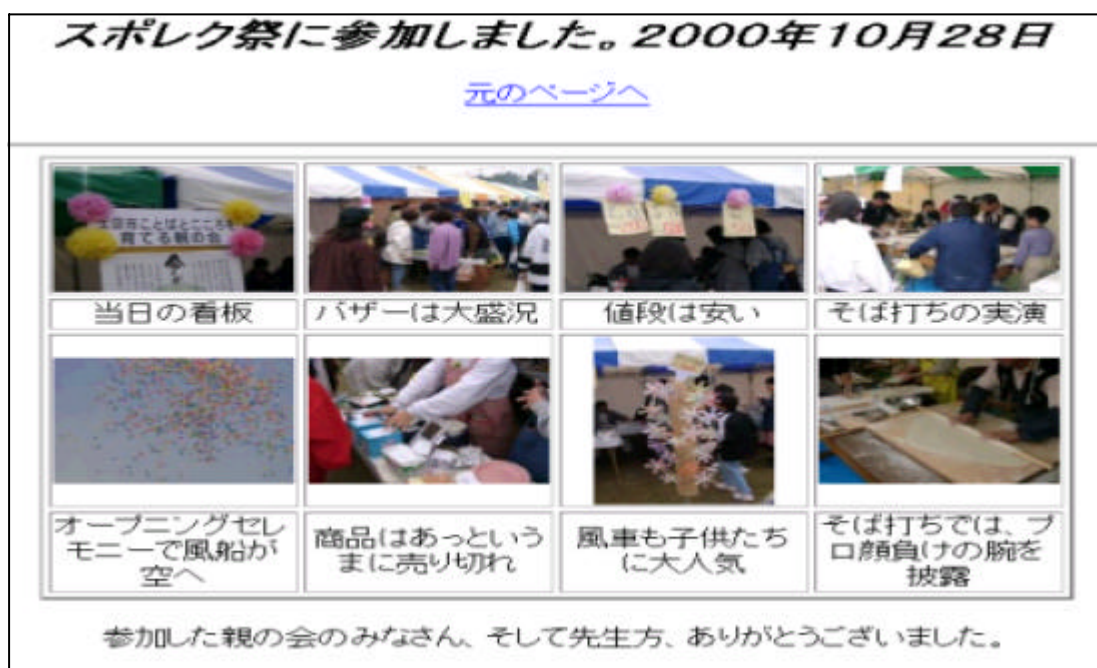 スポレク祭に参加しました。2000年10月28日
元のページへ
育てる親の会
当日の看板
バザーは大盛況
値段は安い
そば打ちの実演
オープニングセレ
モニーで風船が
空へ
商品はあっという
まに売り切れ
風車も子供たち
に大人気
そば打ちでは、プ
ロ顔負けの腕を
披露
参加した親の会のみなさん、そして先生方、ありがとうございました。